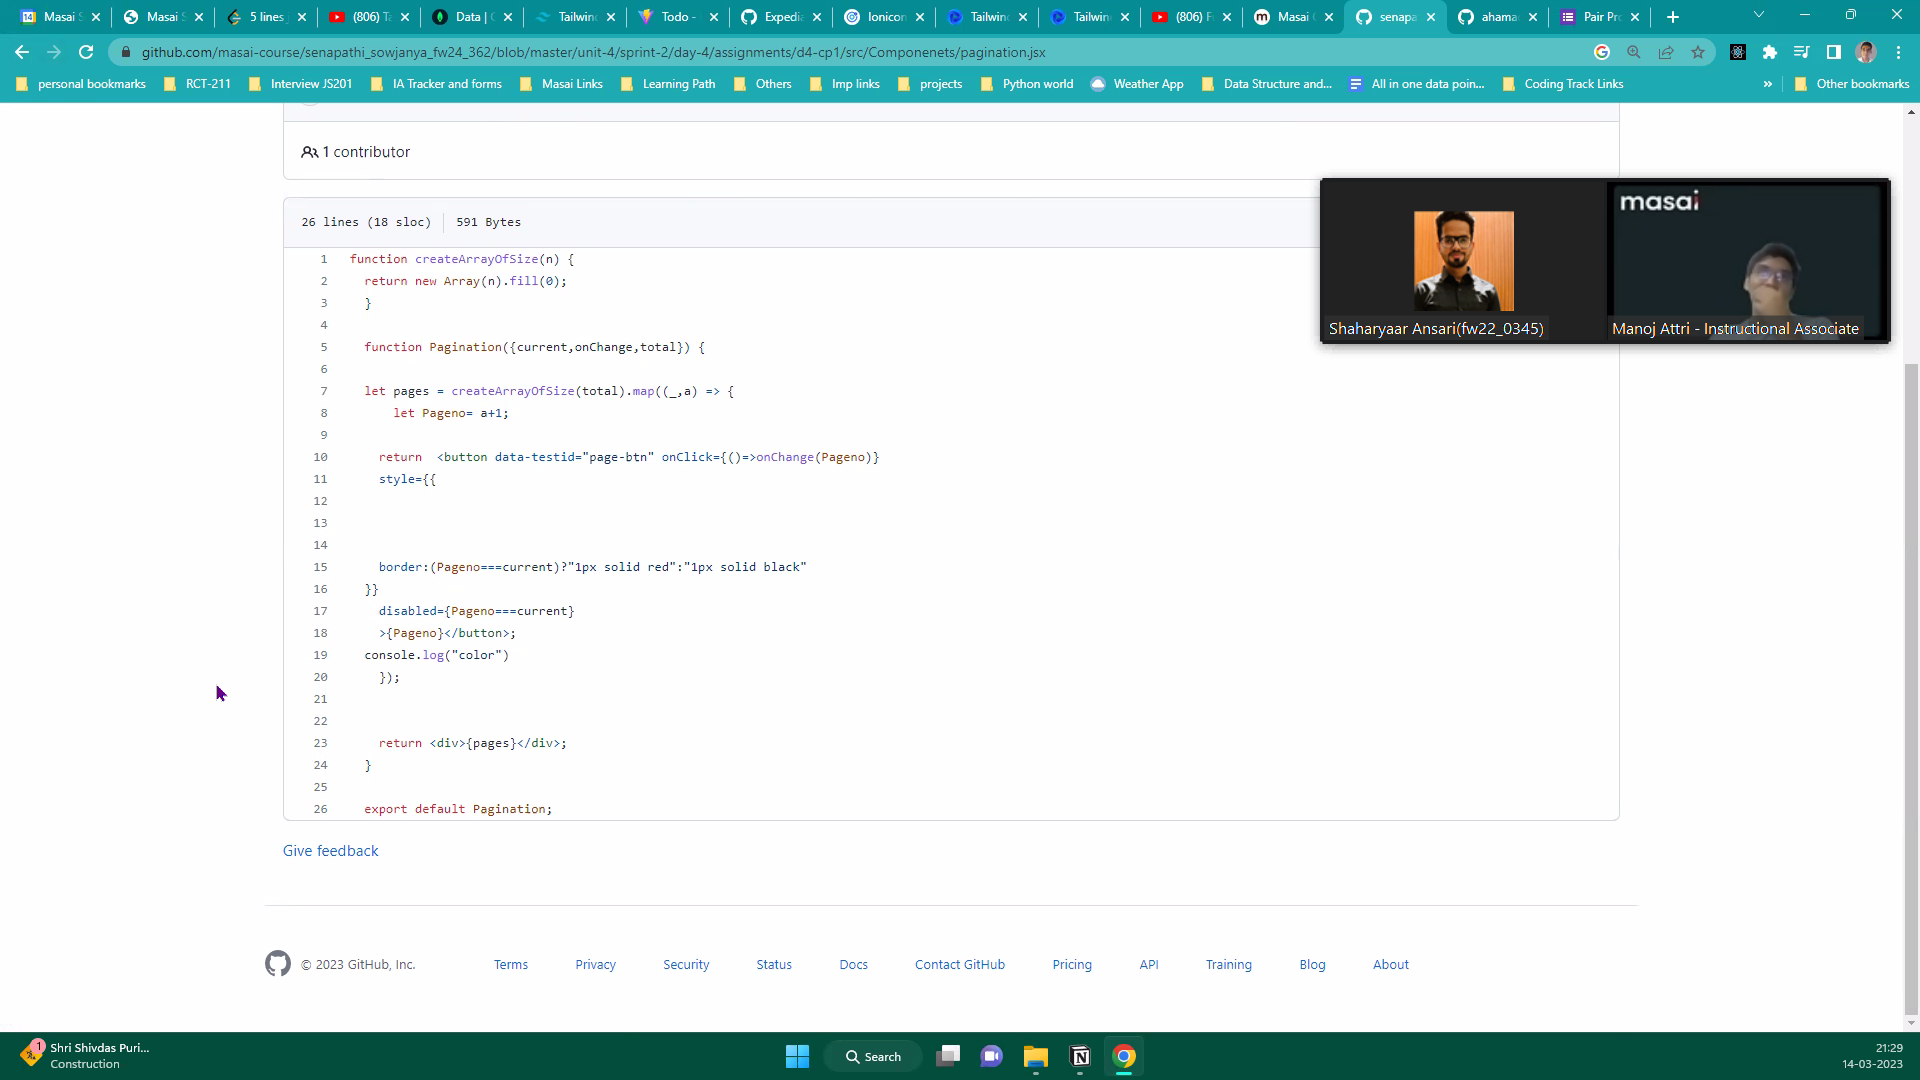 Masai S
Masai S
5 lines
(806) Ta
Data | C
Tailwin
Todo -
Expedia
Ionicon
Tailwin
Tailwin
(806) F
Masai C
senapa
ahama
Pair Pro
github.com/masai-course/senapathi_sowjanya_fw24_362/blob/master/unit-4/sprint-2/day-4/assignments/d4-cp1/src/Componenets/pagination.jsx
personal bookmarks
RCT-211
Interview JS201
IA Tracker and forms
Masai Links
Learning Path
Others
Imp links
projects
Python world
Weather App
Data Structure and...
All in one data poin...
Coding Track Links
»
Other bookmarks
1 contributor
26 lines (18 sloc)
591 Bytes
1 function createArrayOfSize(n) {
2 return new Array(n).fill(0);
3 }
4
5 function Pagination({current,onChange,total}) {
6
7 let pages = createArrayOfSize(total).map((_,a) => {
8 let Pageno= a+1;
9
10 return <button data-testid="page-btn" onClick={()=>onChange(Pageno)}
11 style={{
12
13
14
15 border:(Pageno===current)?"1px solid red":"1px solid black"
16 }}
17 disabled={Pageno===current}
18 >{Pageno}</button>;
19 console.log("color")
20 });
21
22
23 return <div>{pages}</div>;
24 }
25
26 export default Pagination;
masai
Shaharyaar Ansari(fw22_0345)
Manoj Attri - Instructional Associate
Give feedback
© 2023 GitHub, Inc.
Terms
Privacy
Security
Status
Docs
Contact GitHub
Pricing
API
Training
Blog
About
1
Shri Shivdas Puri...
Construction
Search
21:29
14-03-2023